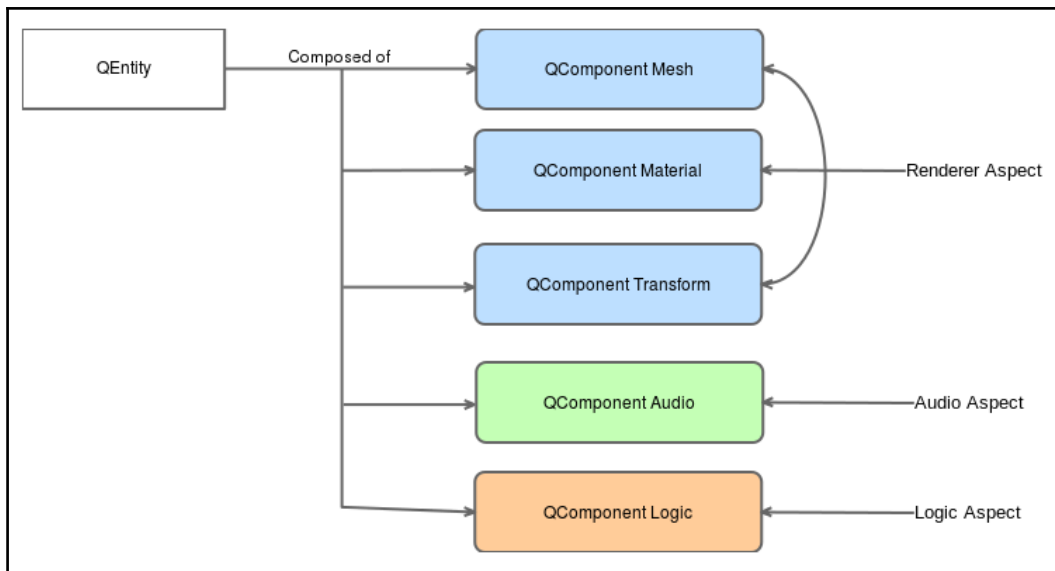 QEntity
Composed of
QComponent Mesh
QComponent Material
Renderer Aspect
QComponent Transform
QComponent Audio
Audio Aspect
QComponent Logic
Logic Aspect